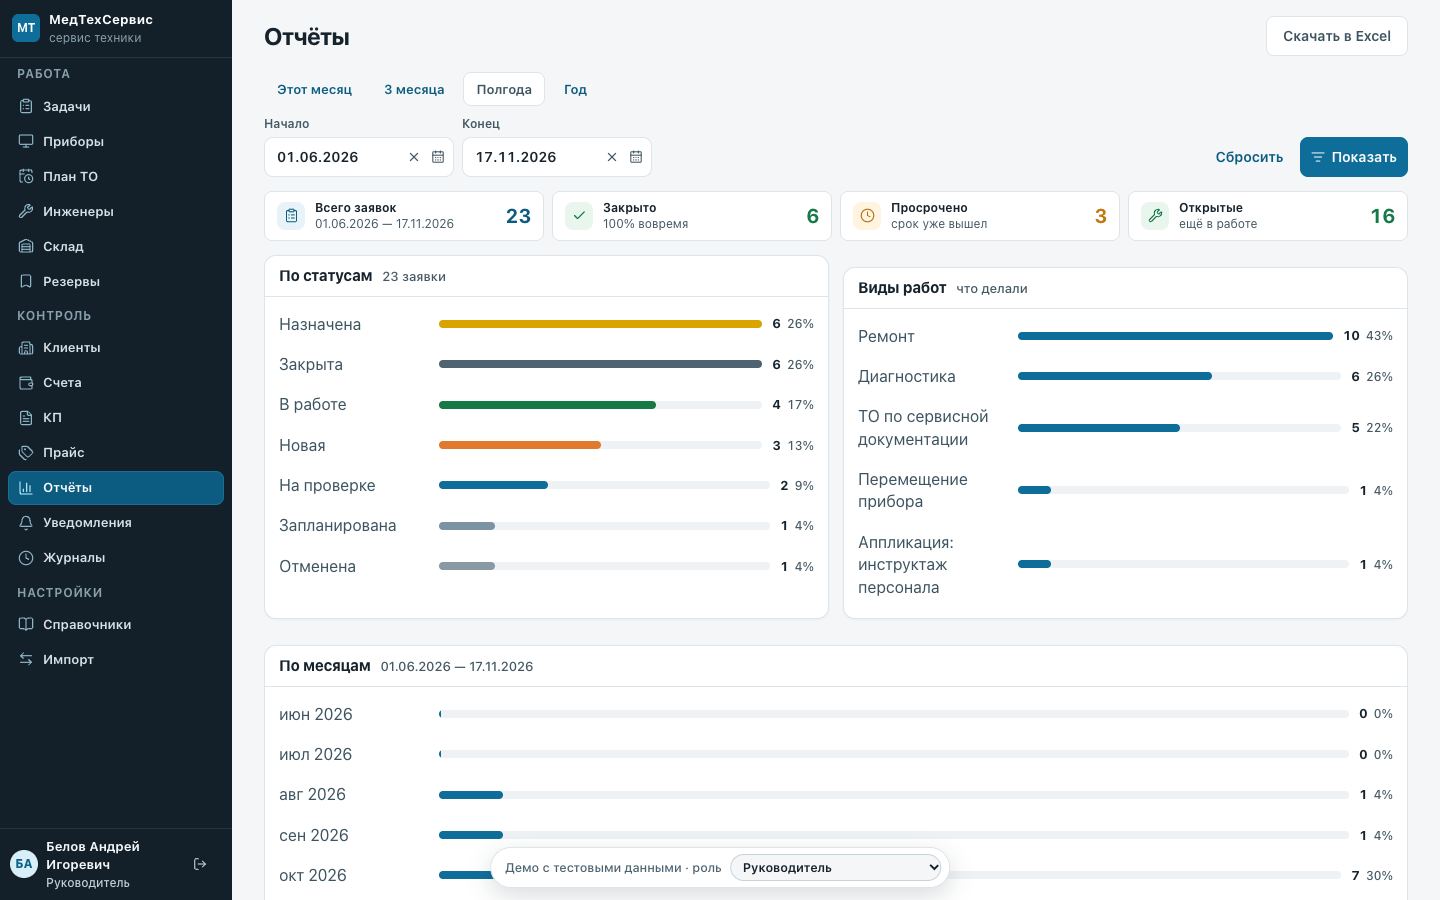 МТ
МедТехСервис
сервис техники
РАБОТА
Задачи
Приборы
План ТО
Инженеры
Склад
Резервы
КОНТРОЛЬ
Клиенты
Счета
КП
Прайс
Отчёты
Уведомления
Журналы
НАСТРОЙКИ
Справочники
Импорт
БА
Белов Андрей
Игоревич
Руководитель
Отчёты
Скачать в Excel
Этот месяц 3 месяца Полгода Год
Начало Конец
01.06.2026 17.11.2026 Сбросить Показать
Всего заявок
01.06.2026 — 17.11.2026
23
Закрыто
100% вовремя
6
Просрочено
срок уже вышел
3
Открытые
ещё в работе
16
По статусам 23 заявки
Назначена 6 26%
Закрыта 6 26%
В работе 4 17%
Новая 3 13%
На проверке 2 9%
Запланирована 1 4%
Отменена 1 4%
Виды работ что делали
Ремонт 10 43%
Диагностика 6 26%
ТО по сервисной
документации 5 22%
Перемещение
прибора 1 4%
Аппликация:
инструктаж 1 4%
персонала
По месяцам 01.06.2026 — 17.11.2026
июн 2026 0 0%
июл 2026 0 0%
авг 2026 1 4%
сен 2026 1 4%
окт 2026 7 30%
Демо с тестовыми данными · роль Руководитель